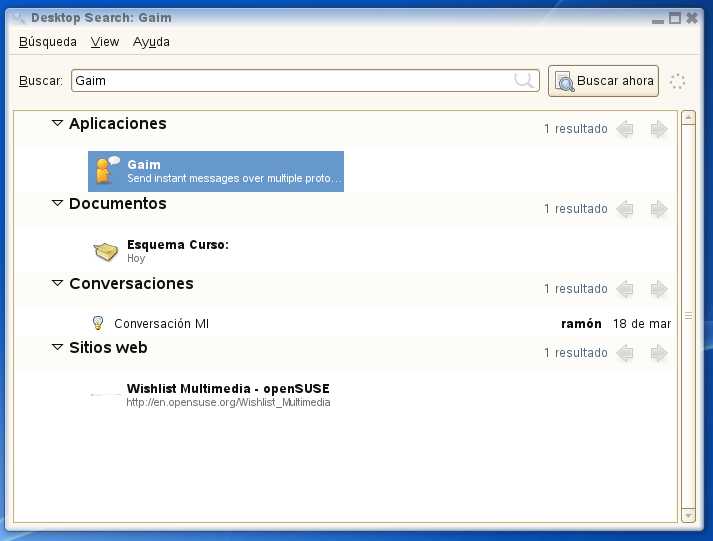 Desktop Search: Gaim
Búsqueda View Ayuda
Buscar: Gaim Buscar ahora
Aplicaciones 1 resultado
Gaim
Send instant messages over multiple proto...
Documentos 1 resultado
Esquema Curso:
Hoy
Conversaciones 1 resultado
Conversación MI ramón 18 de mar
Sitios web 1 resultado
Wishlist Multimedia - openSUSE
http://en.opensuse.org/Wishlist_Multimedia